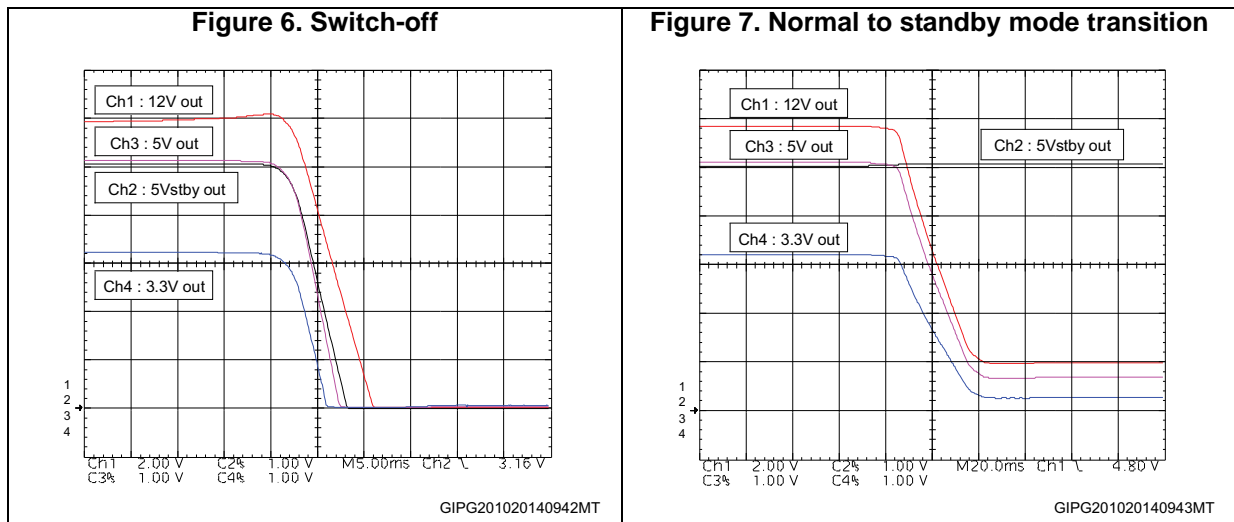 Figure 6. Switch-off
Ch1 : 12V out
Ch3 : 5V out
Ch2 : 5Vstby out
Ch4 : 3.3V out
1
2
3
4
Ch1 2.00 V C2% 1.00 V M5.00ms Ch2 3.16 V
C3% 1.00 V C4% 1.00 V
GIPG201020140942MT
Figure 7. Normal to standby mode transition
Ch1 : 12V out
Ch3 : 5V out
Ch2 : 5Vstby out
Ch4 : 3.3V out
1
2
3
4
Ch1 2.00 V C2% 1.00 V M20.0ms Ch1 4.80 V
C3% 1.00 V C4% 1.00 V
GIPG201020140943MT